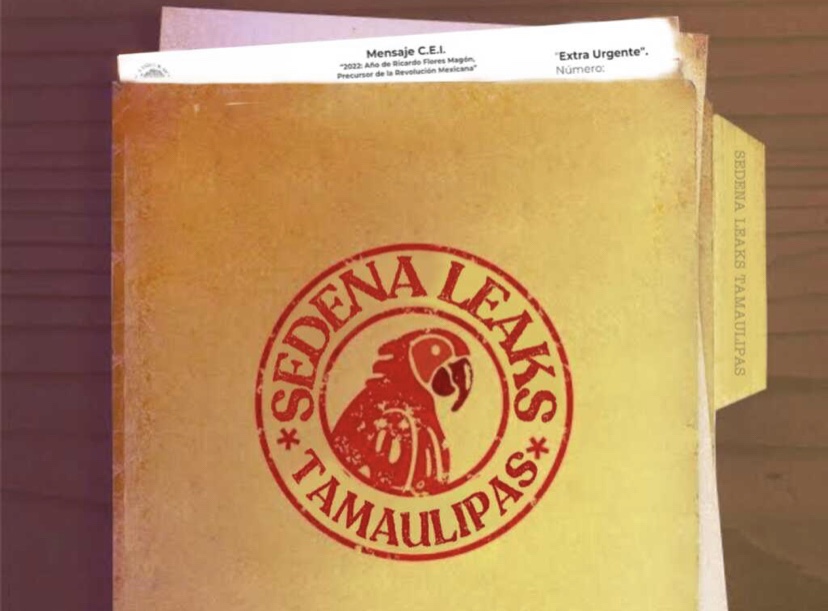 Mensaje C.E.I.
"2022: Año de Ricardo Flores Magón,
Precursor de la Revolución Mexicana"
"Extra Urgente".
Número:
SEDENA LEAKS TAMAULIPAS
SEDENA LEAKS
* TAMAULIPAS *